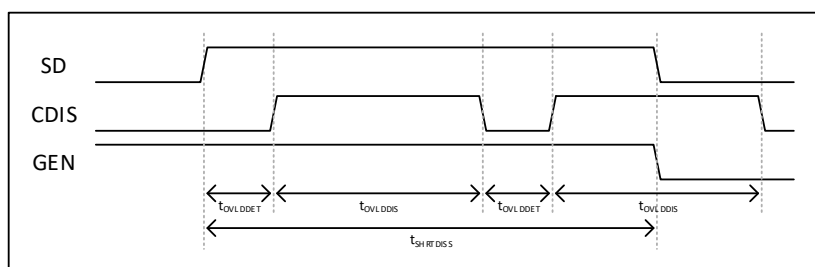 SD
CDIS
GEN
tOVLDDET tOVLDDIS tOVLDDET tOVLDDIS
tSHRTDISS